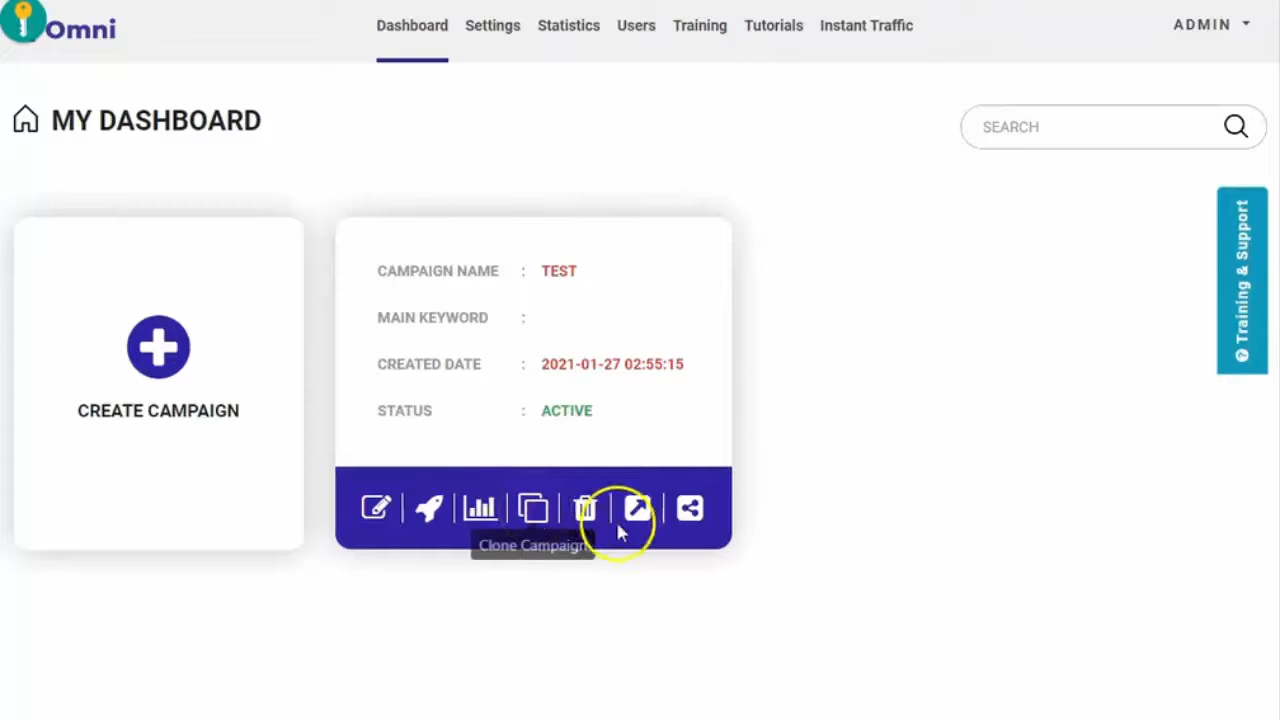 Omni
Dashboard Settings Statistics Users Training Tutorials Instant Traffic
ADMIN
MY DASHBOARD
SEARCH
Training & Support
CREATE CAMPAIGN
CAMPAIGN NAME : TEST
MAIN KEYWORD :
CREATED DATE : 2021-01-27 02:55:15
STATUS : ACTIVE
Clone Campaign